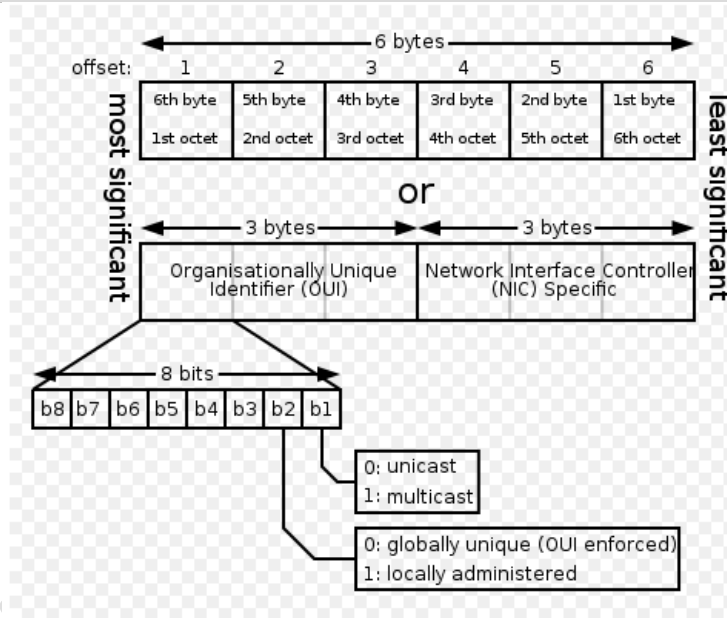 6 bytes
offset: 1 2 3 4 5 6
6th byte 5th byte 4th byte 3rd byte 2nd byte 1st byte
1st octet 2nd octet 3rd octet 4th octet 5th octet 6th octet
most significant
least significant
or
3 bytes 3 bytes
Organisationally Unique
Identifier (OUI)
Network Interface Controller
(NIC) Specific
8 bits
b8 b7 b6 b5 b4 b3 b2 b1
0: unicast
1: multicast
0: globally unique (OUI enforced)
1: locally administered